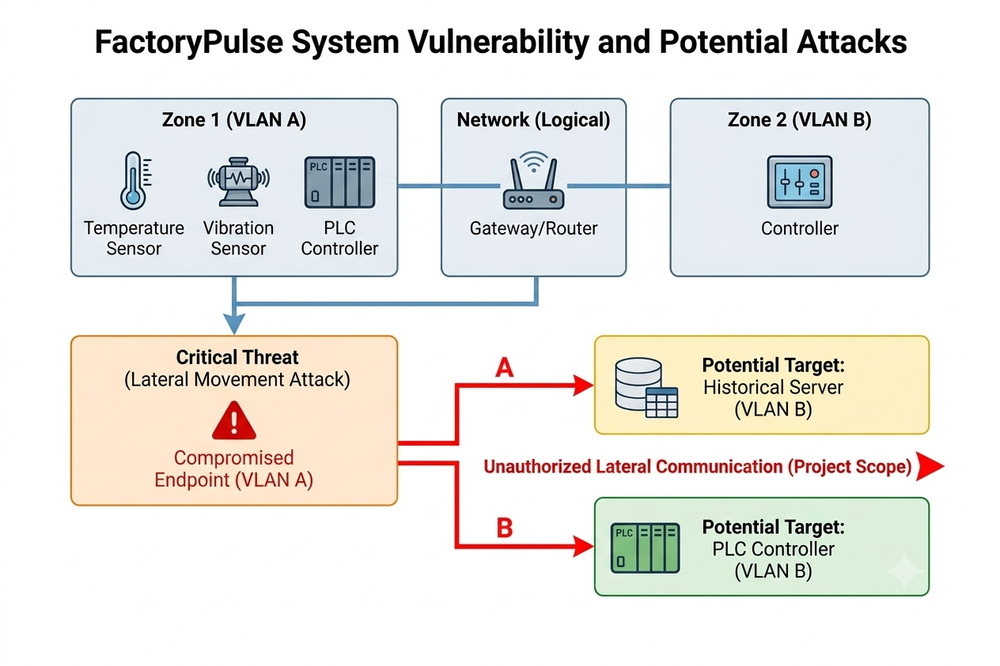 FactoryPulse System Vulnerability and Potential Attacks
Zone 1 (VLAN A)
PLC
Temperature
Sensor
Vibration
Sensor
PLC
Controller
Network (Logical)
Gateway/Router
Zone 2 (VLAN B)
Controller
Critical Threat
(Lateral Movement Attack)
Compromised
Endpoint (VLAN A)
A
Potential Target:
Historical Server
(VLAN B)
Unauthorized Lateral Communication (Project Scope)
B
PLC
Potential Target:
PLC Controller
(VLAN B)